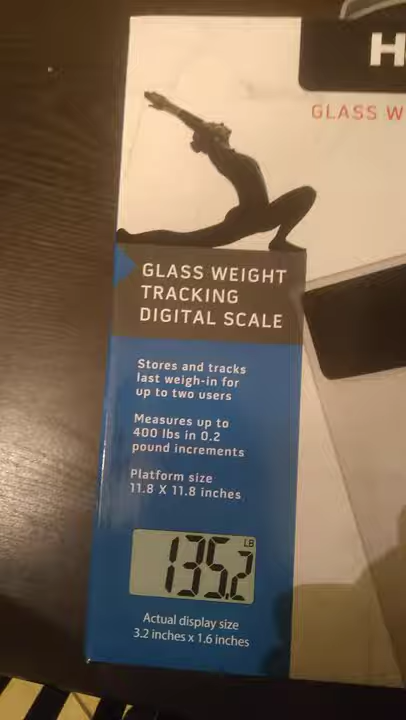 H
GLASS W
GLASS WEIGHT
TRACKING
DIGITAL SCALE
Stores and tracks
last weigh-in for
up to two users
Measures up to
400 lbs in 0.2
pound increments
Platform size
11.8 X 11.8 inches
LB
135.2
Actual display size
3.2 inches x 1.6 inches